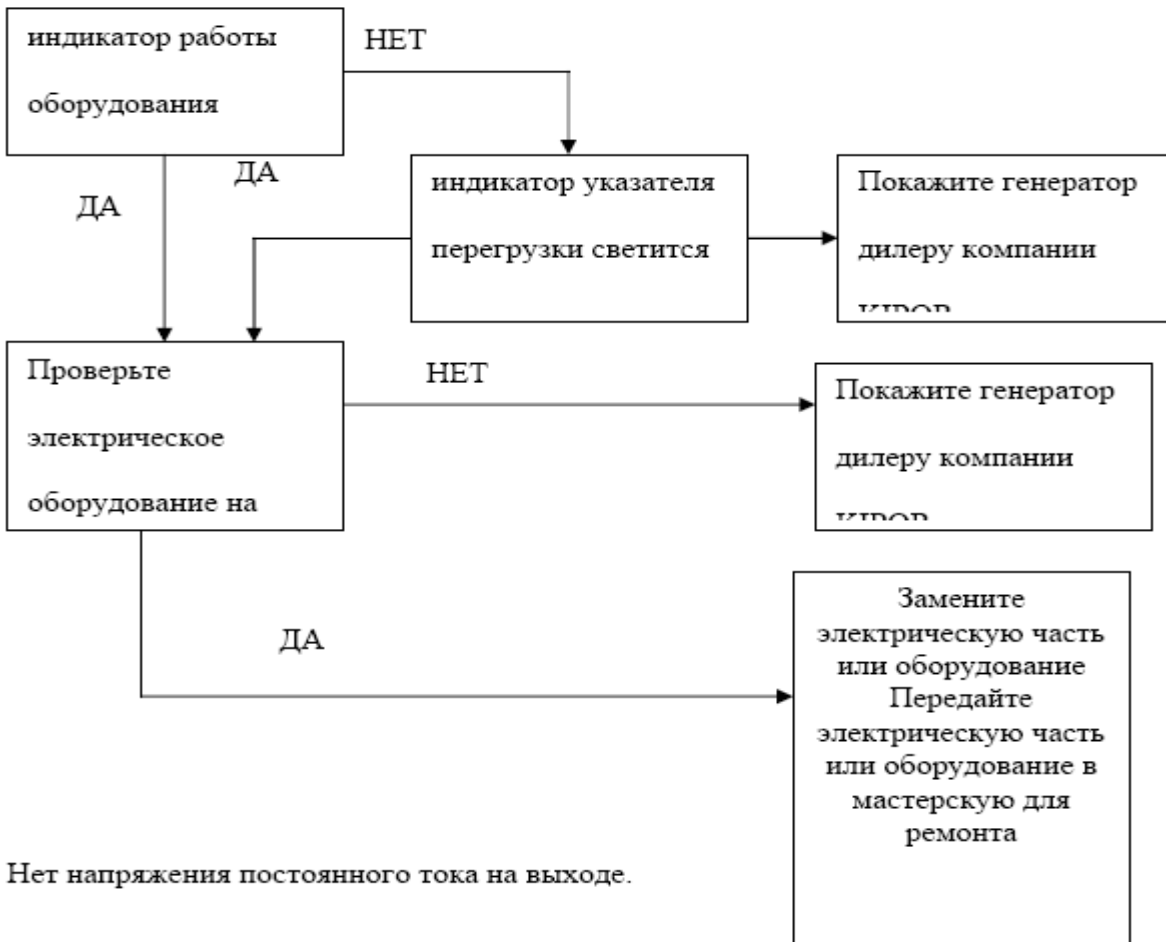 индикатор работы
оборудования
НЕТ
ДА
ДА
индикатор указателя
перегрузки светится
Покажите генератор
дилеру компании
KIPOR
Проверьте
электрическое
оборудование на
НЕТ
Покажите генератор
дилеру компании
KIPOR
ДА
Замените
электрическую часть
или оборудование
Передайте
электрическую часть
или оборудование в
мастерскую для
ремонта
Нет напряжения постоянного тока на выходе.